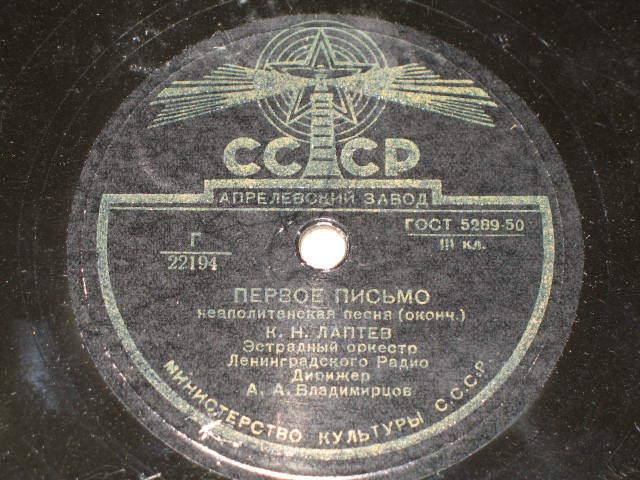 СССР
АПРЕЛЕВСКИЙ ЗАВОД
ГОСТ 5289-50
III кл.
Г
22194
ПЕРВОЕ ПИСЬМО
неаполитанская песня (оконч.)
К. Н. ЛАПТЕВ
Эстрадный оркестр
Ленинградского Радио
Дирижер
А. А. Владимирцов
МИНИСТЕРСТВО КУЛЬТУРЫ С.С.С.Р.